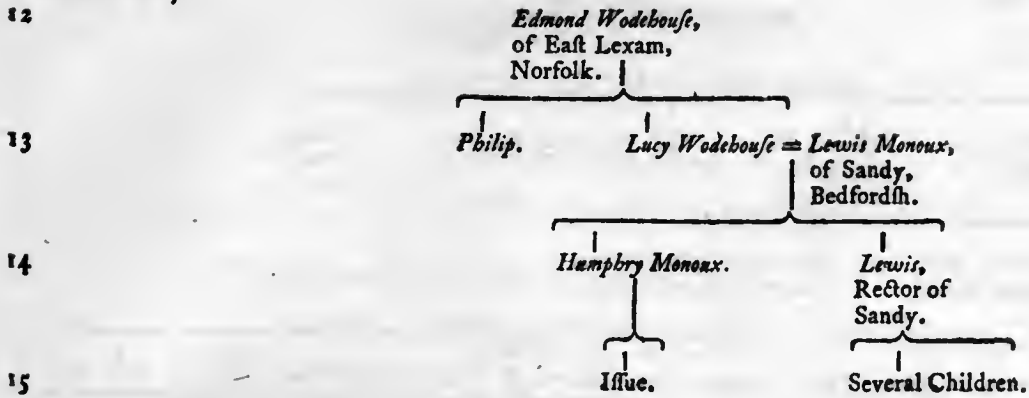 12
Edmond Wodehouſe,
of Eaſt Lexam,
Norfolk.
13
Philip.
Lucy Wodehouſe = Lewis Monoux,
of Sandy,
Bedfordſh.
14
Humphry Monoux.
Lewis,
Rector of
Sandy.
15
Iſſue.
Several Children.